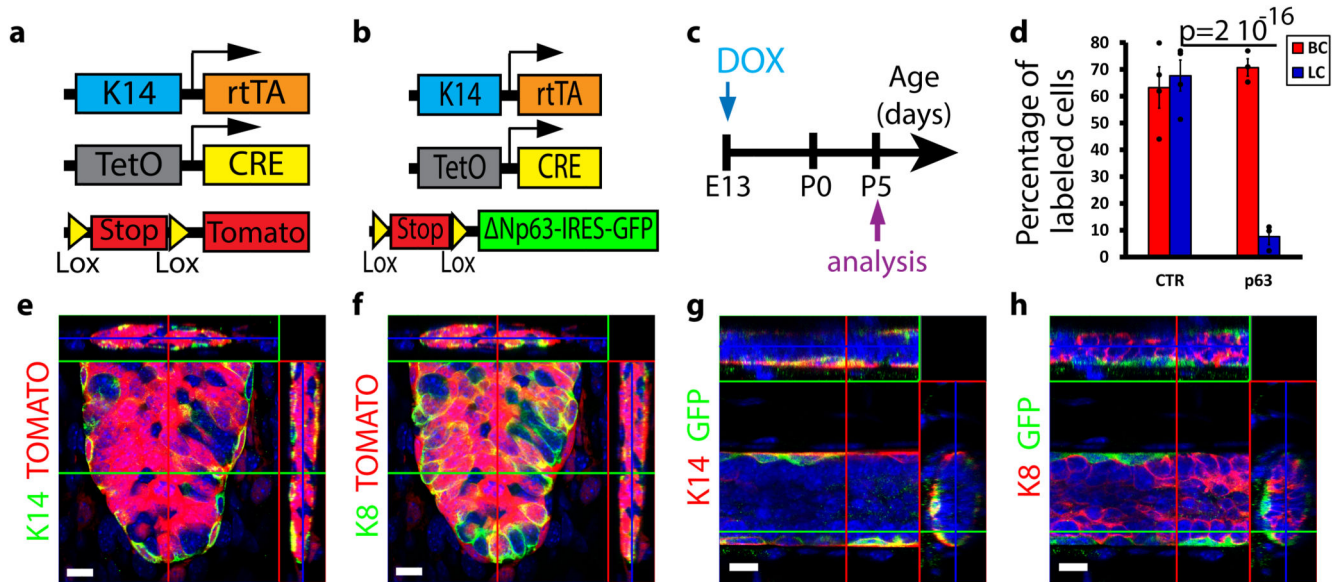 a
K14
rtTA
TetO
CRE
Stop
Tomato
Lox
Lox
b
K14
rtTA
TetO
CRE
Stop
ΔNp63-IRES-GFP
Lox
Lox
c
DOX
Age
(days)
E13
P0
P5
analysis
d
p=2 10-16
BC
LC
Percentage of
labeled cells
80
70
60
50
40
30
20
10
0
CTR
p63
e
K14 TOMATO
f
K8 TOMATO
g
K14 GFP
h
K8 GFP